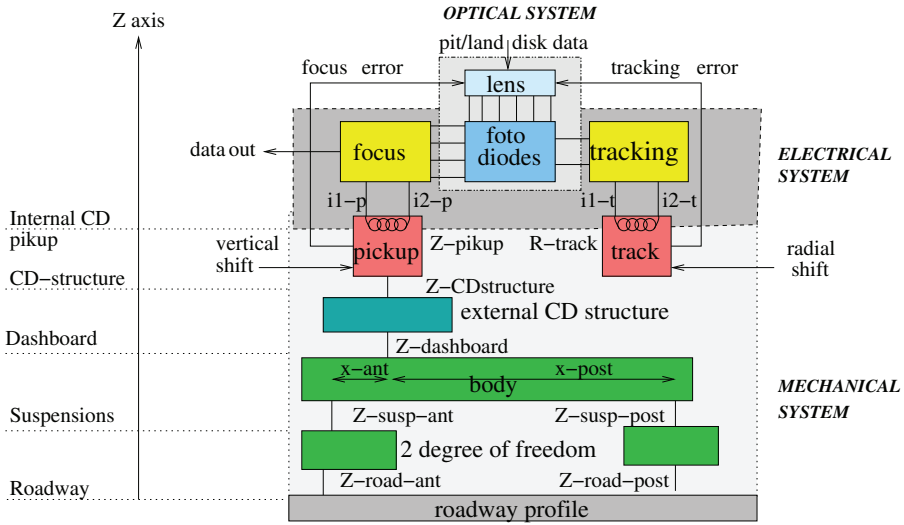 OPTICAL SYSTEM
Z axis
pit/land disk data
focus error
tracking error
lens
focus
foto
diodes
tracking
data out
ELECTRICAL
SYSTEM
i1-p
i2-p
i1-t
i2-t
Internal CD
pikup
vertical
shift
pickup
Z-pikup
R-track
track
radial
shift
CD-structure
Z-CDstructure
external CD structure
Dashboard
Z-dashboard
x-ant
x-post
body
MECHANICAL
SYSTEM
Suspensions
Z-susp-ant
Z-susp-post
2 degree of freedom
Z-road-ant
Z-road-post
Roadway
roadway profile